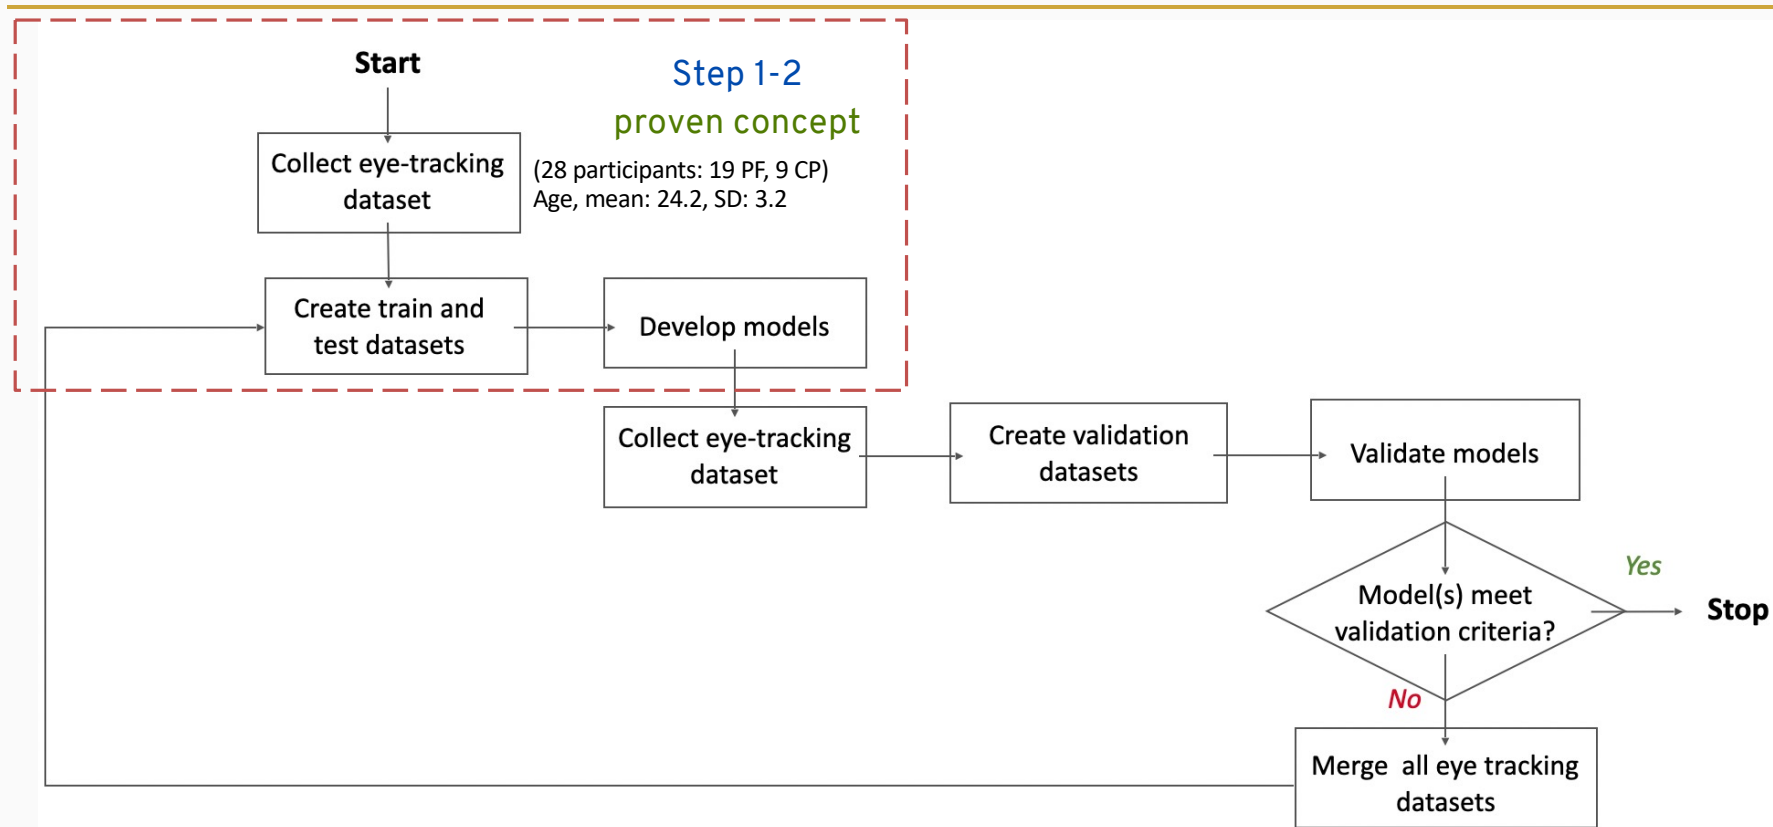 Start
Step 1-2
proven concept
Collect eye-tracking
dataset
(28 participants: 19 PF, 9 CP)
Age, mean: 24.2, SD: 3.2
Create train and
test datasets
Develop models
Collect eye-tracking
dataset
Create validation
datasets
Validate models
Model(s) meet
validation criteria?
Yes
Stop
No
Merge all eye tracking
datasets